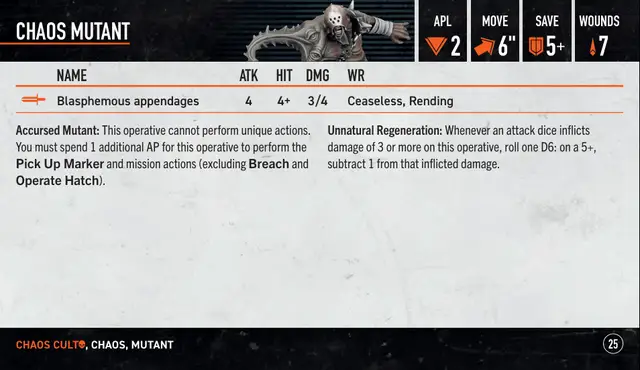 CHAOS MUTANT
APL
2
MOVE
6"
SAVE
5+
WOUNDS
7
NAME ATK HIT DMG WR
Blasphemous appendages 4 4+ 3/4 Ceaseless, Rending
Accursed Mutant: This operative cannot perform unique actions.
You must spend 1 additional AP for this operative to perform the
Pick Up Marker and mission actions (excluding Breach and
Operate Hatch).
Unnatural Regeneration: Whenever an attack dice inflicts
damage of 3 or more on this operative, roll one D6: on a 5+,
subtract 1 from that inflicted damage.
CHAOS CULT, CHAOS, MUTANT
25